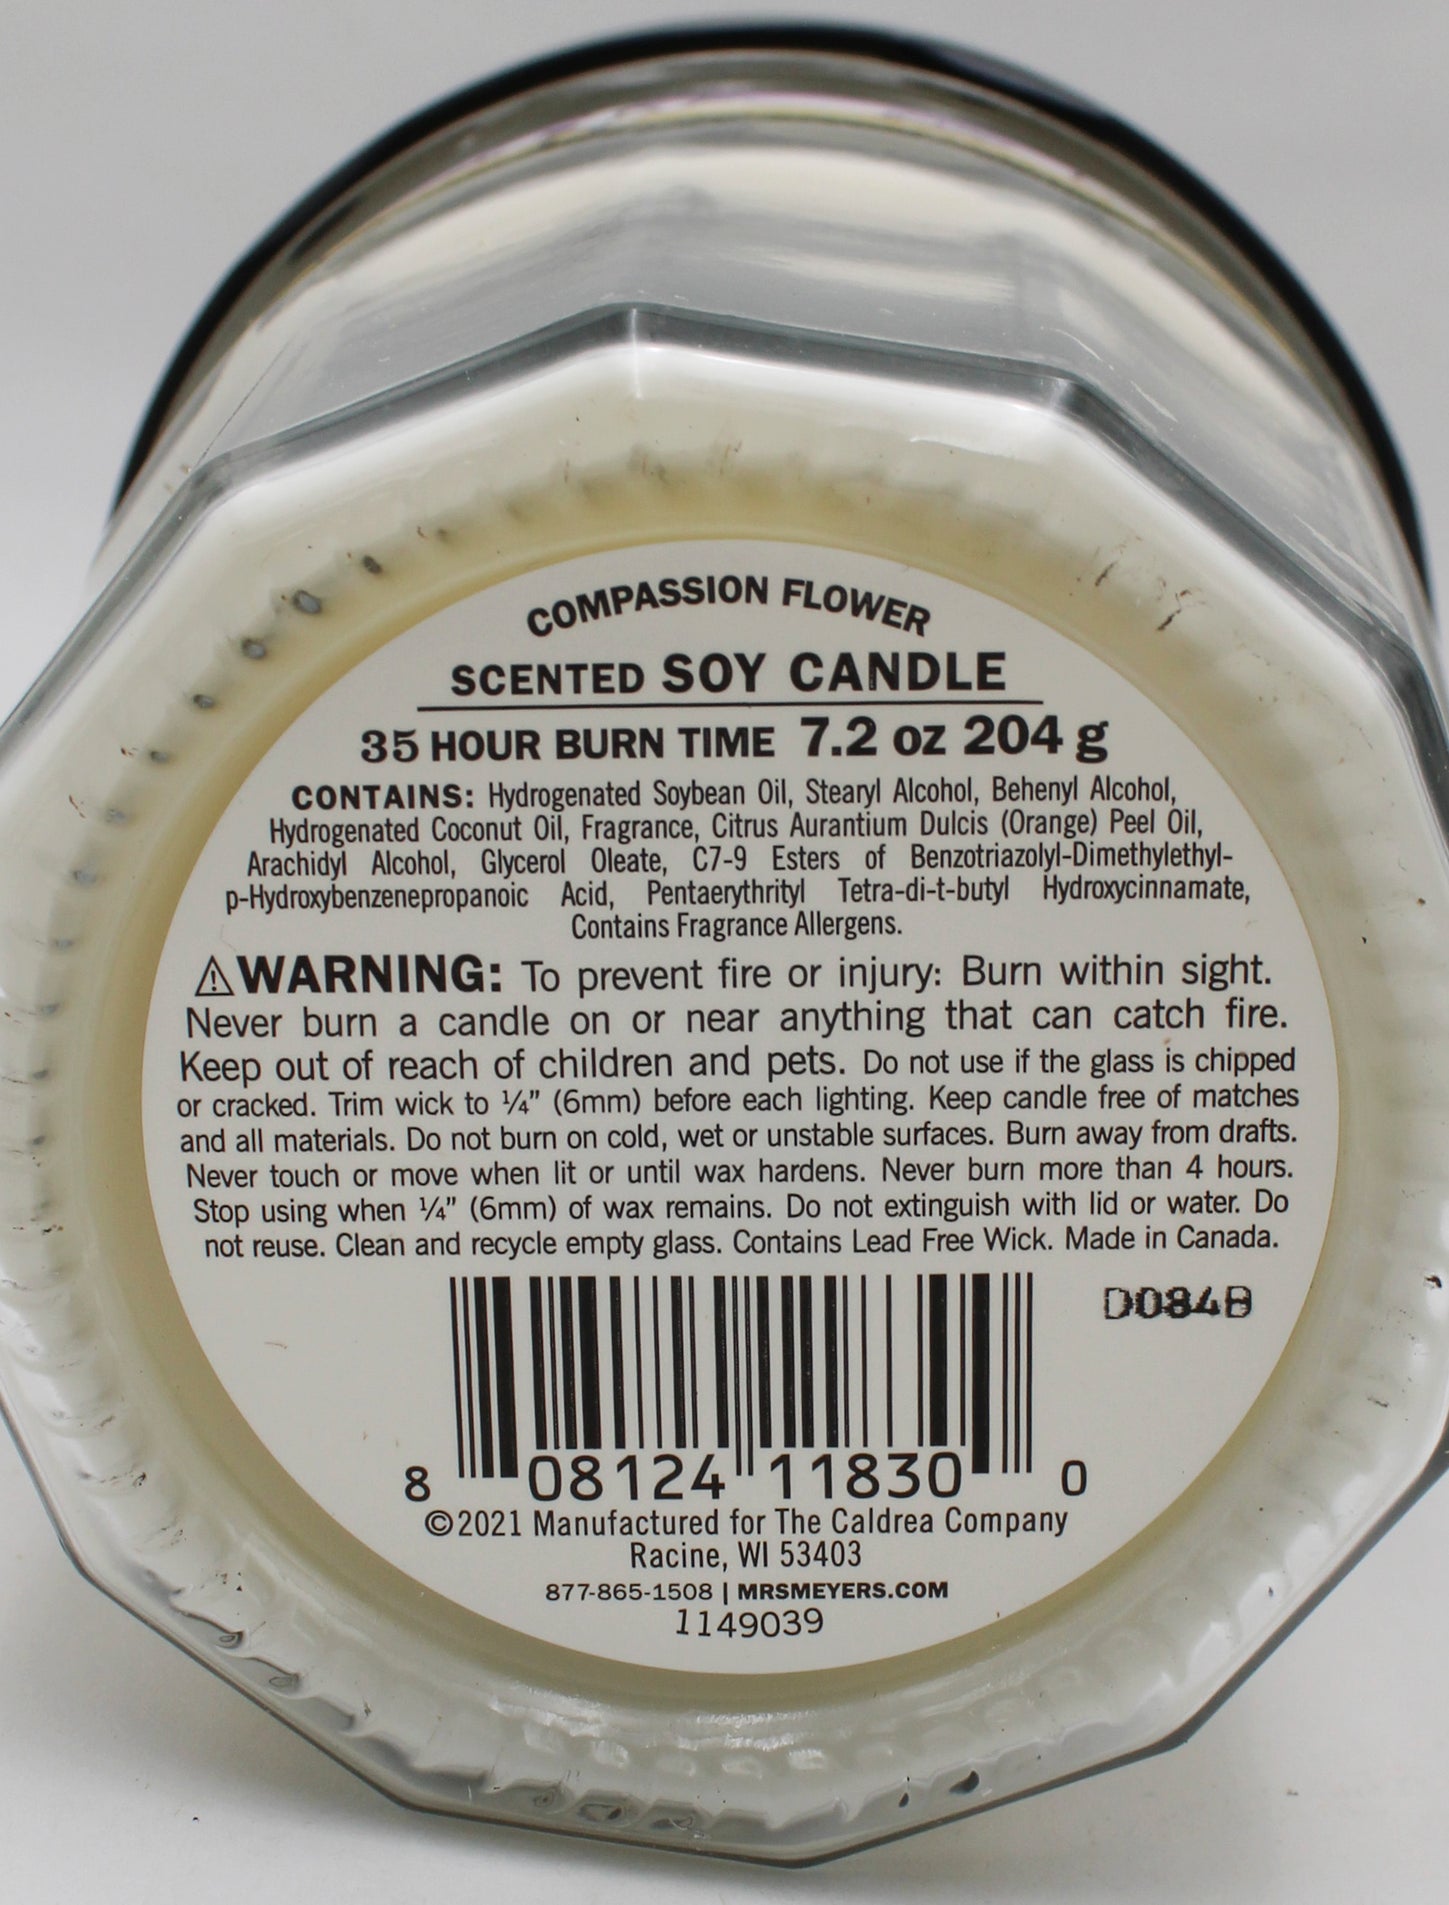 COMPASSION FLOWER
SCENTED SOY CANDLE
35 HOUR BURN TIME 7.2 oz 204 g
CONTAINS: Hydrogenated Soybean Oil, Stearyl Alcohol, Behenyl Alcohol,
Hydrogenated Coconut Oil, Fragrance, Citrus Aurantium Dulcis (Orange) Peel Oil,
Arachidyl Alcohol, Glycerol Oleate, C7-9 Esters of Benzotriazolyl-Dimethylethyl-
p-Hydroxybenzenepropanoic Acid, Pentaerythrityl Tetra-di-t-butyl Hydroxycinnamate,
Contains Fragrance Allergens.
⚠WARNING: To prevent fire or injury: Burn within sight.
Never burn a candle on or near anything that can catch fire.
Keep out of reach of children and pets. Do not use if the glass is chipped
or cracked. Trim wick to ¼" (6mm) before each lighting. Keep candle free of matches
and all materials. Do not burn on cold, wet or unstable surfaces. Burn away from drafts.
Never touch or move when lit or until wax hardens. Never burn more than 4 hours.
Stop using when ¼" (6mm) of wax remains. Do not extinguish with lid or water. Do
not reuse. Clean and recycle empty glass. Contains Lead Free Wick. Made in Canada.
D084B
8 08124 11830 0
©2021 Manufactured for The Caldrea Company
Racine, WI 53403
877-865-1508 | MRSMEYERS.COM
1149039